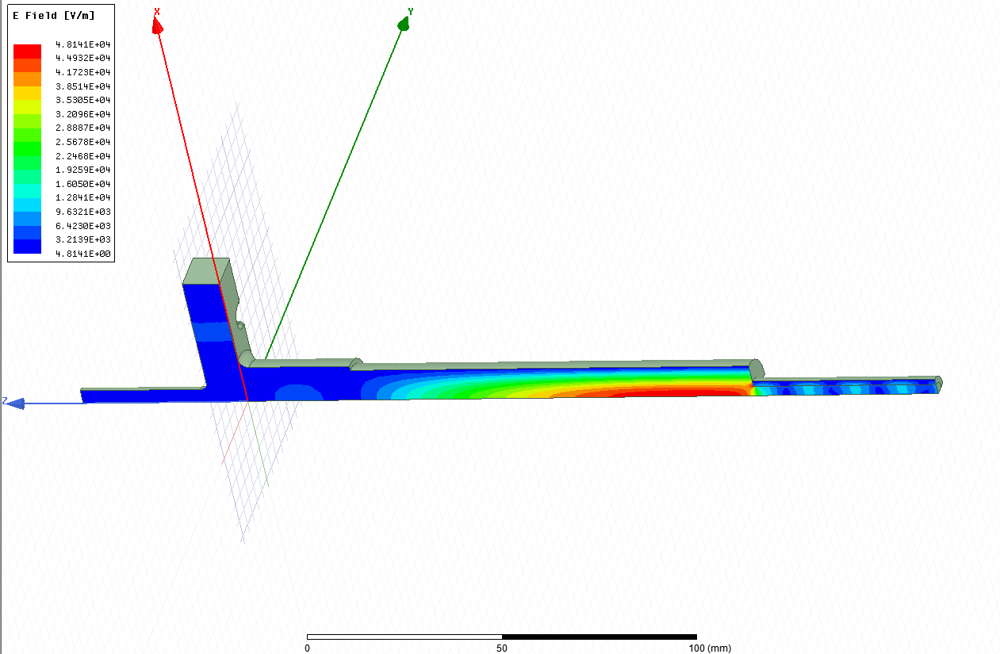 E Field [V/m]
4.8141E+04
4.4932E+04
4.1723E+04
3.8514E+04
3.5305E+04
3.2096E+04
2.8887E+04
2.5678E+04
2.2468E+04
1.9259E+04
1.6050E+04
1.2841E+04
9.6321E+03
6.4230E+03
3.2139E+03
4.8141E+00
X
Y
Z
0 50 100 (mm)